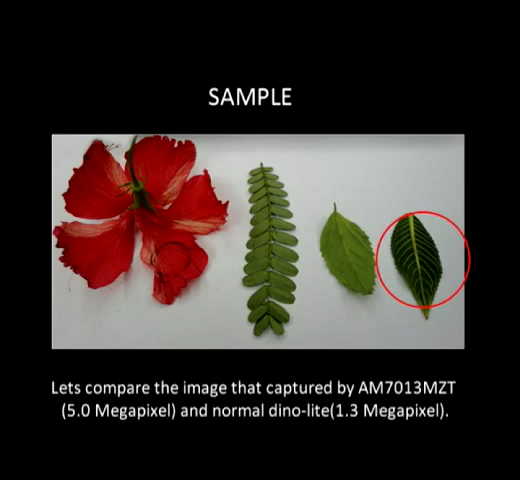 SAMPLE
Lets compare the image that captured by AM7013MZT
(5.0 Megapixel) and normal dino-lite(1.3 Megapixel).